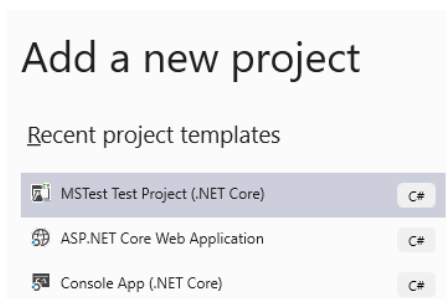 Add a new project
Recent project templates
MSTest Test Project (.NET Core) C#
ASP.NET Core Web Application C#
Console App (.NET Core) C#